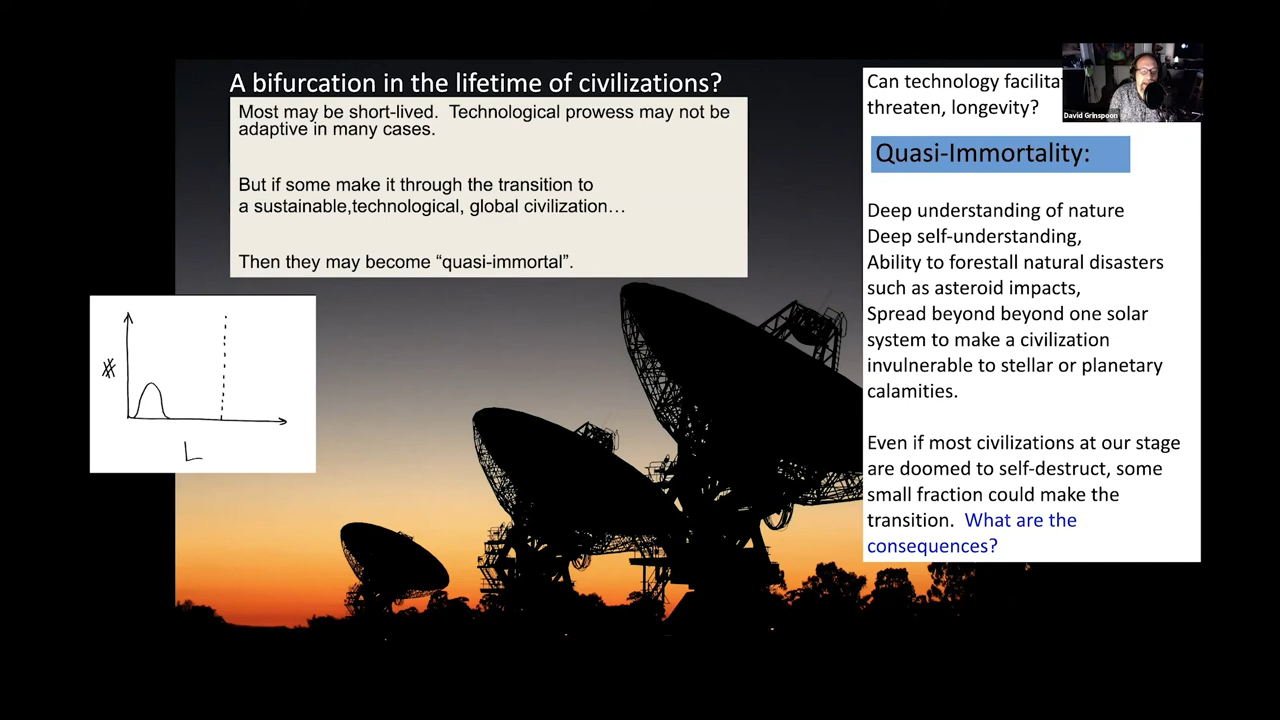 A bifurcation in the lifetime of civilizations?
Most may be short-lived. Technological prowess may not be
adaptive in many cases.
But if some make it through the transition to
a sustainable,technological, global civilization…
Then they may become “quasi-immortal”.
#
L
Can technology facilita
threaten, longevity?
David Grinspoon
Quasi-Immortality:
Deep understanding of nature
Deep self-understanding,
Ability to forestall natural disasters
such as asteroid impacts,
Spread beyond beyond one solar
system to make a civilization
invulnerable to stellar or planetary
calamities.
Even if most civilizations at our stage
are doomed to self-destruct, some
small fraction could make the
transition. What are the
consequences?